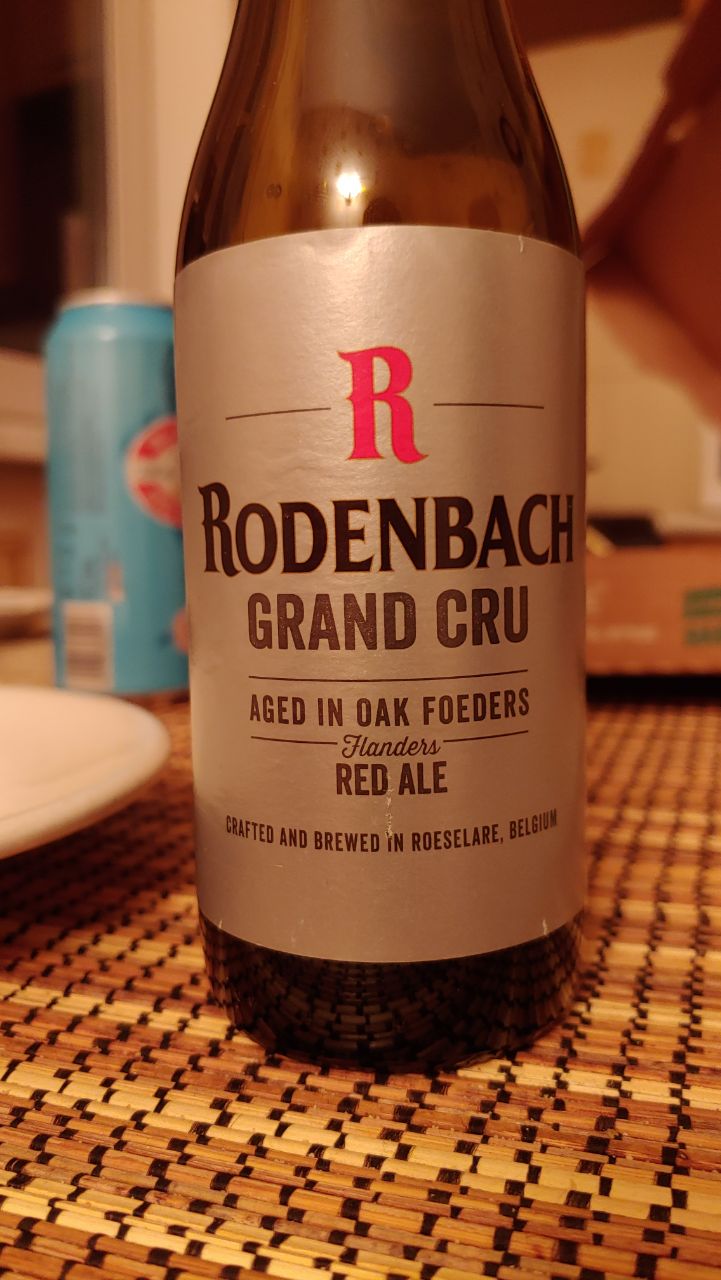 R
RODENBACH
GRAND CRU
AGED IN OAK FOEDERS
Flanders
RED ALE
CRAFTED AND BREWED IN ROESELARE, BELGIUM